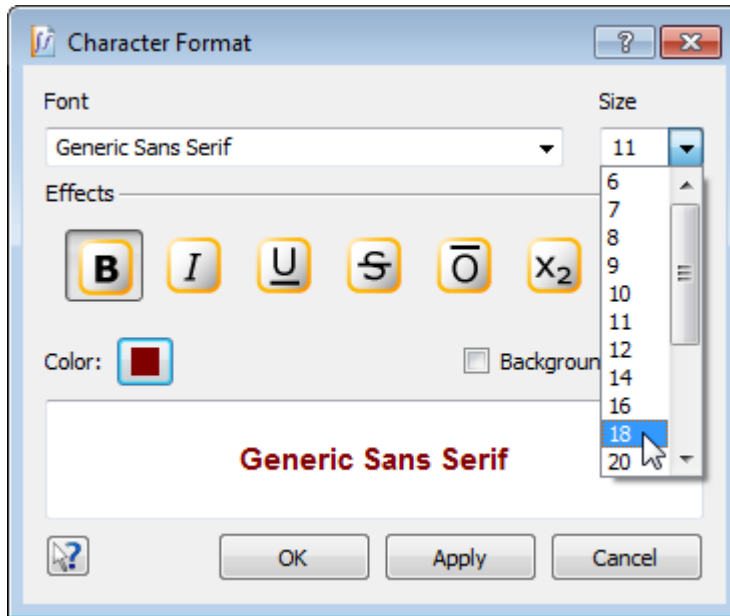 Character Format
Font Size
Generic Sans Serif 11
Effects
6
7
8
9
10
11
12
14
16
18
20
B I U S O X₂
Color: Backgroun
Generic Sans Serif
OK Apply Cancel